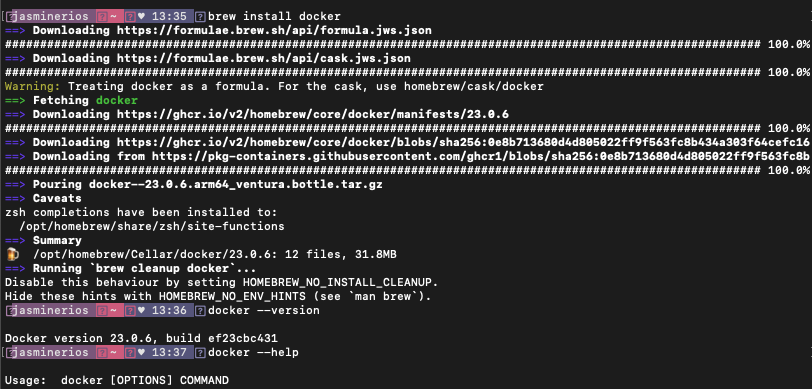 jasminerios ~ ♥ 13:35 brew install docker
==> Downloading https://formulae.brew.sh/api/formula.jws.json
######################################################################## 100.0%
==> Downloading https://formulae.brew.sh/api/cask.jws.json
######################################################################## 100.0%
Warning: Treating docker as a formula. For the cask, use homebrew/cask/docker
==> Fetching docker
==> Downloading https://ghcr.io/v2/homebrew/core/docker/manifests/23.0.6
######################################################################## 100.0%
==> Downloading https://ghcr.io/v2/homebrew/core/docker/blobs/sha256:0e8b713680d4d805022ff9f563fc8b434a303f64cefc16
==> Downloading from https://pkg-containers.githubusercontent.com/ghcr1/blobs/sha256:0e8b713680d4d805022ff9f563fc8b
######################################################################## 100.0%
==> Pouring docker--23.0.6.arm64_ventura.bottle.tar.gz
==> Caveats
zsh completions have been installed to:
  /opt/homebrew/share/zsh/site-functions
==> Summary
🍺  /opt/homebrew/Cellar/docker/23.0.6: 12 files, 31.8MB
==> Running `brew cleanup docker`...
Disable this behaviour by setting HOMEBREW_NO_INSTALL_CLEANUP.
Hide these hints with HOMEBREW_NO_ENV_HINTS (see `man brew`).
jasminerios ~ ♥ 13:36 docker --version
Docker version 23.0.6, build ef23cbc431
jasminerios ~ ♥ 13:37 docker --help
Usage:  docker [OPTIONS] COMMAND